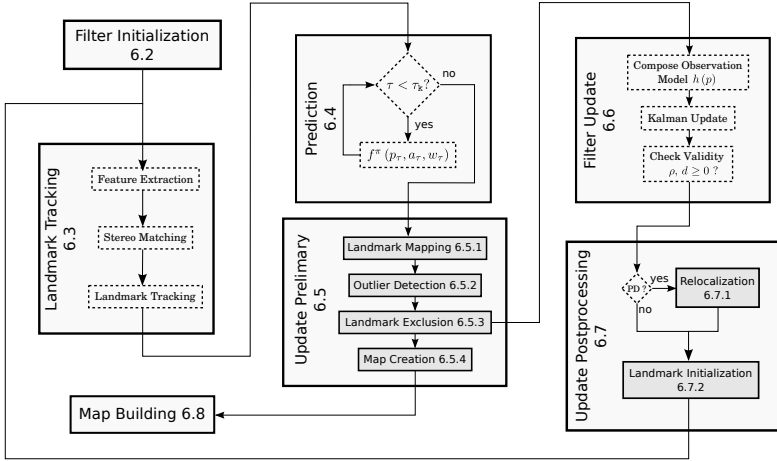 Filter Initialization
6.2
Landmark Tracking
6.3
Feature Extraction
Stereo Matching
Landmark Tracking
Prediction
6.4
τ < τₖ?
no
yes
f^π (p_τ, a_τ, w_τ)
Update Prelimary
6.5
Landmark Mapping 6.5.1
Outlier Detection 6.5.2
Landmark Exclusion 6.5.3
Map Creation 6.5.4
Map Building 6.8
Filter Update
6.6
Compose Observation
Model h (p)
Kalman Update
Check Validity
ρ, d ≥ 0 ?
Update Postprocessing
6.7
PD ?
yes
no
Relocalization
6.7.1
Landmark Initialization
6.7.2